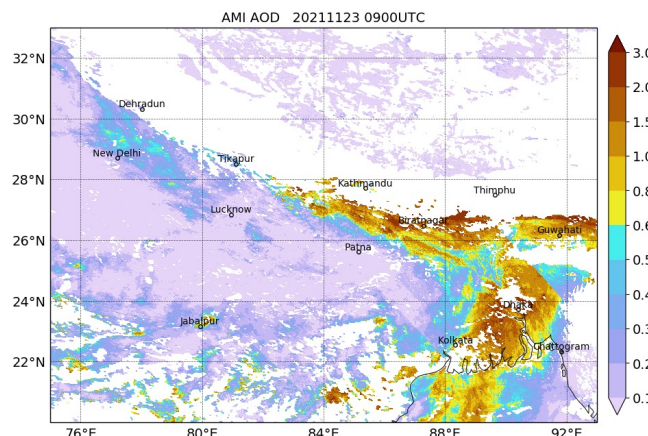 AMI AOD 20211123 0900UTC
32°N
30°N
28°N
26°N
24°N
22°N
76°E
80°E
84°E
88°E
92°E
Dehradun
New Delhi
Tikapur
Kathmandu
Thimphu
Lucknow
Biratnagar
Guwahati
Patna
Jabalpur
Dhaka
Kolkata
Chattogram
3.0
2.0
1.5
1.0
0.8
0.6
0.5
0.4
0.3
0.2
0.1